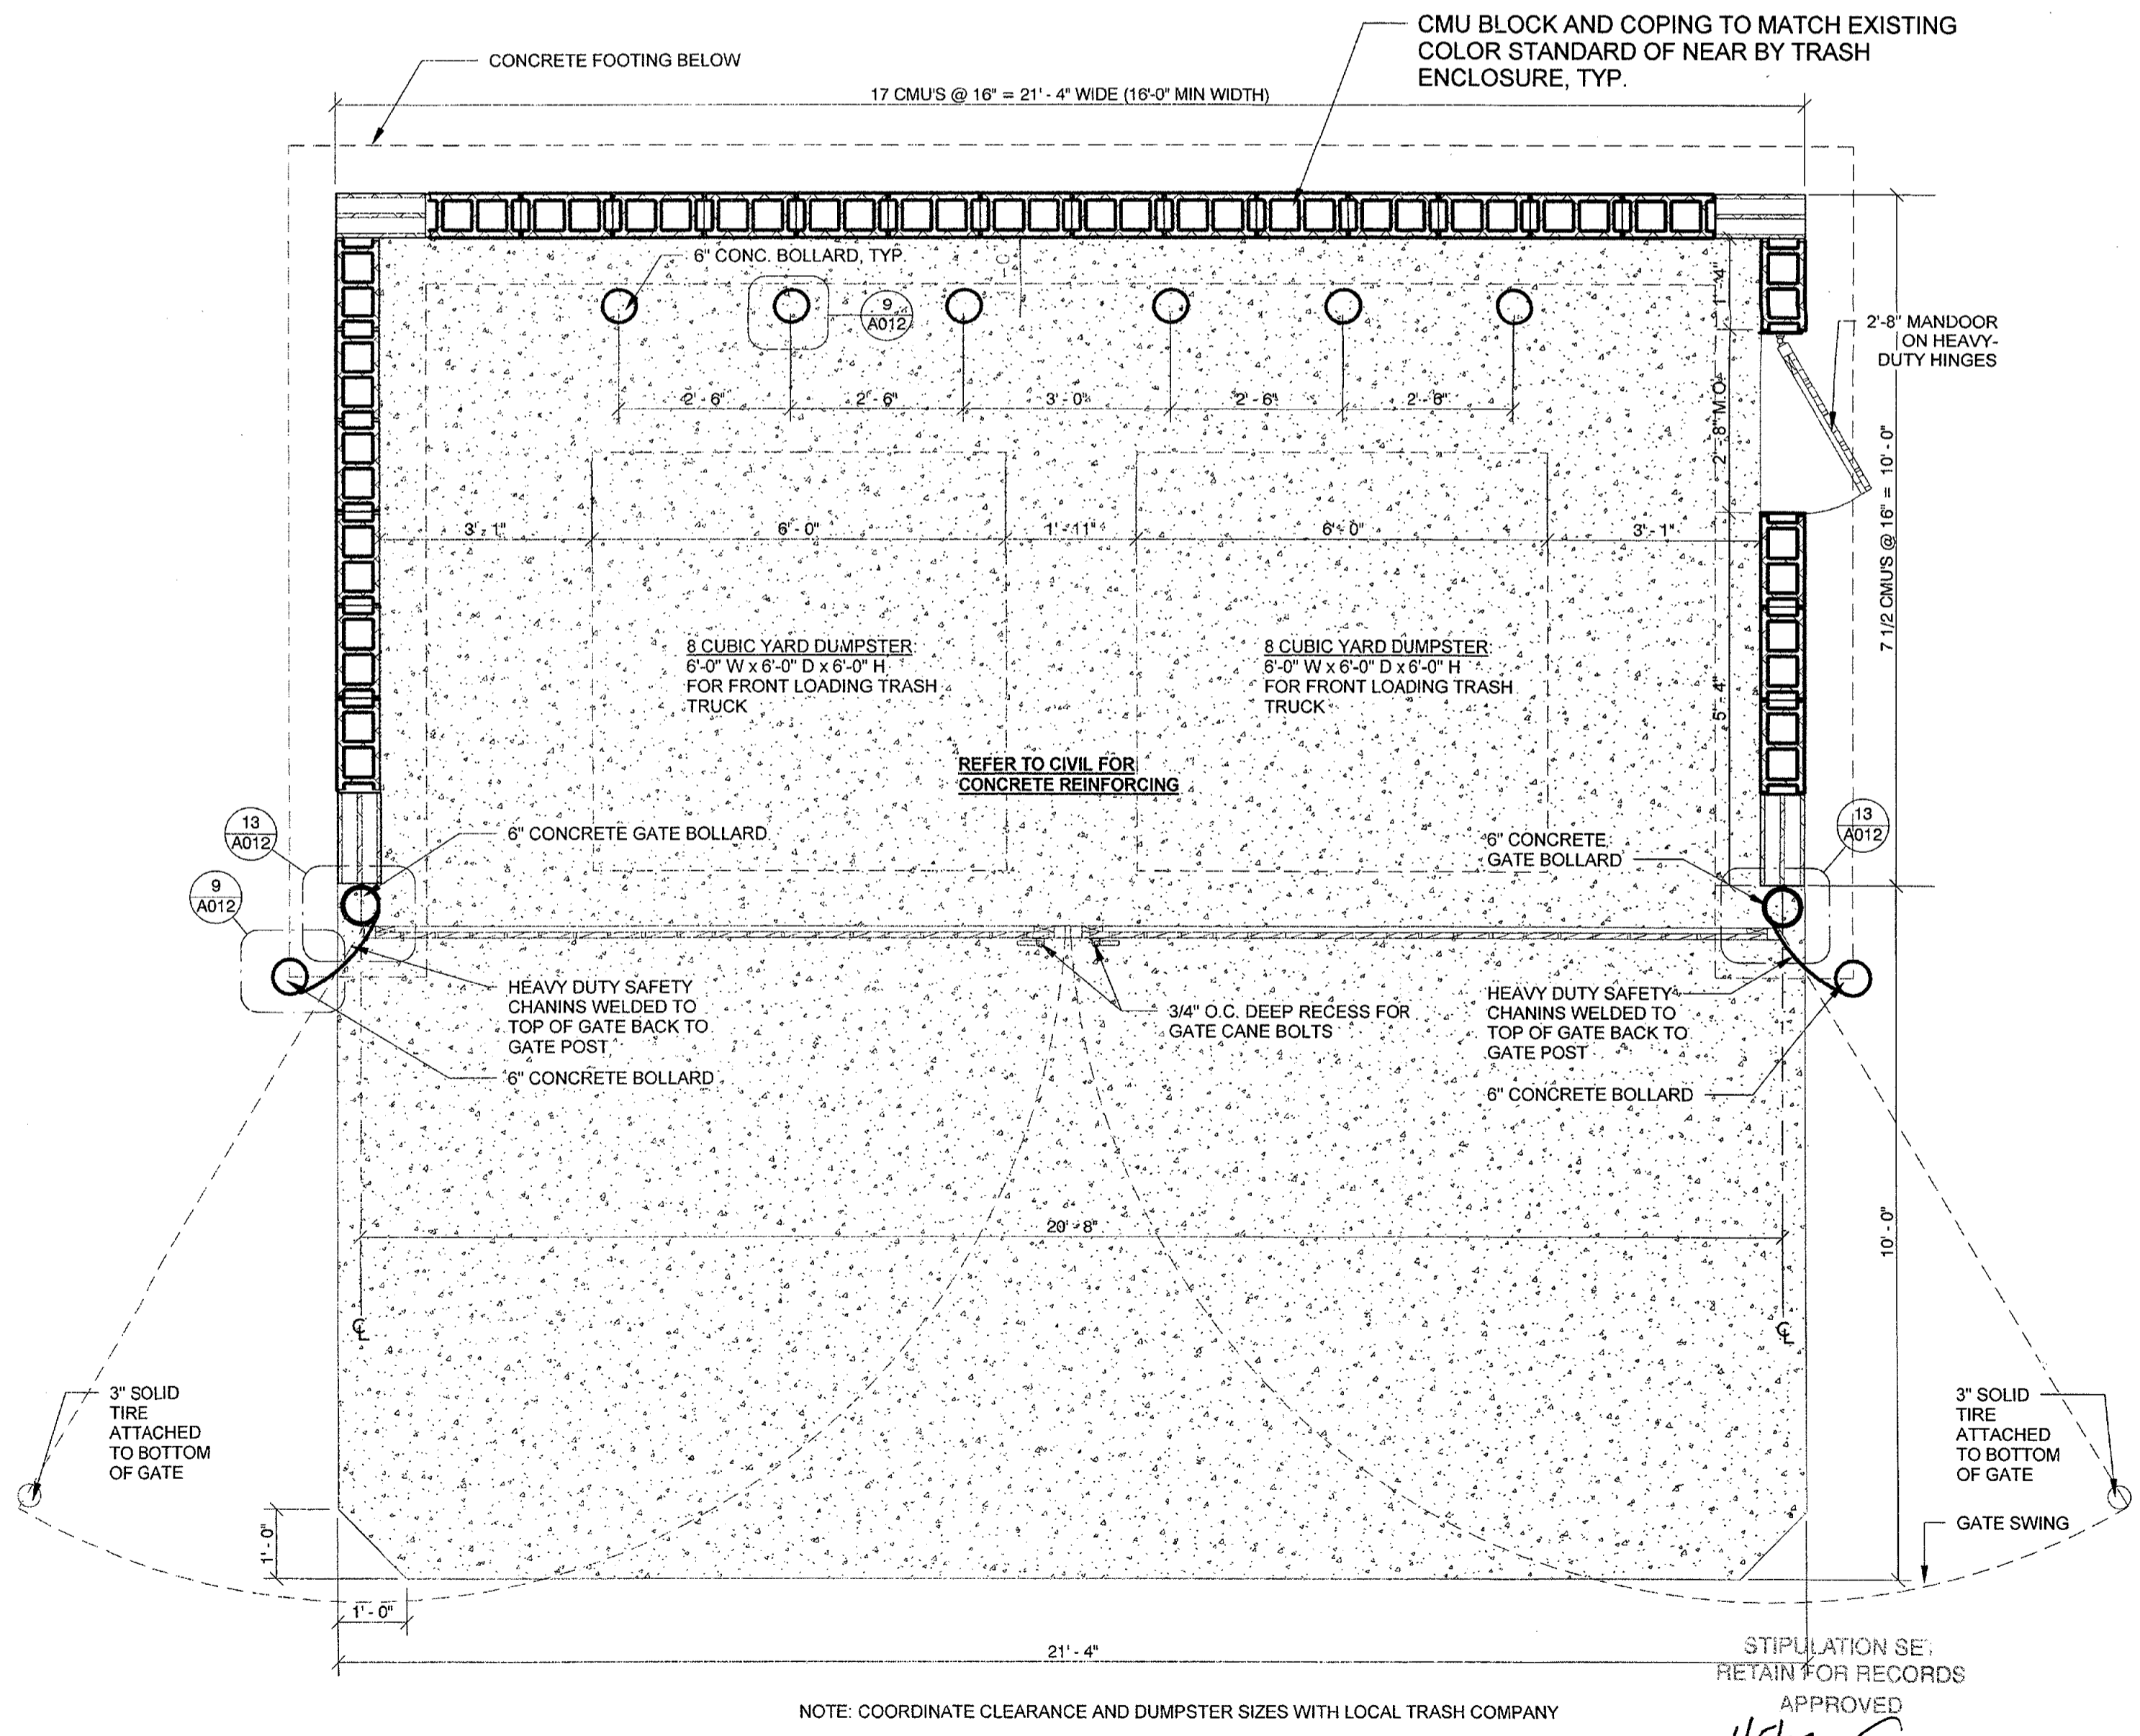 CMU BLOCK AND COPING TO MATCH EXISTING
COLOR STANDARD OF NEAR BY TRASH
ENCLOSURE, TYP.
CONCRETE FOOTING BELOW
17 CMU'S @ 16" = 21' - 4" WIDE (16'-0" MIN WIDTH)
6" CONC. BOLLARD, TYP.
9
A012
1' - 4"
2'-8" MANDOOR
ON HEAVY-
DUTY HINGES
2' - 6"
2' - 6"
3' - 0"
2' - 6"
2' - 6"
2' - 8" M.O.
7 1/2 CMU'S @ 16" = 10' - 0"
3' - 1"
6' - 0"
1' - 11"
6' - 0"
3' - 1"
8 CUBIC YARD DUMPSTER
6'-0" W x 6'-0" D x 6'-0" H
FOR FRONT LOADING TRASH
TRUCK
8 CUBIC YARD DUMPSTER
6'-0" W x 6'-0" D x 6'-0" H
FOR FRONT LOADING TRASH
TRUCK
5' - 4"
REFER TO CIVIL FOR
CONCRETE REINFORCING
13
A012
6" CONCRETE GATE BOLLARD
6" CONCRETE
GATE BOLLARD
13
A012
9
A012
HEAVY DUTY SAFETY
CHANINS WELDED TO
TOP OF GATE BACK TO
GATE POST
6" CONCRETE BOLLARD
3/4" O.C. DEEP RECESS FOR
GATE CANE BOLTS
HEAVY DUTY SAFETY
CHANINS WELDED TO
TOP OF GATE BACK TO
GATE POST
6" CONCRETE BOLLARD
20' - 8"
10' - 0"
CL
CL
3" SOLID
TIRE
ATTACHED
TO BOTTOM
OF GATE
3" SOLID
TIRE
ATTACHED
TO BOTTOM
OF GATE
GATE SWING
1' - 0"
1' - 0"
21' - 4"
STIPULATION SET
RETAIN FOR RECORDS
APPROVED
NOTE: COORDINATE CLEARANCE AND DUMPSTER SIZES WITH LOCAL TRASH COMPANY